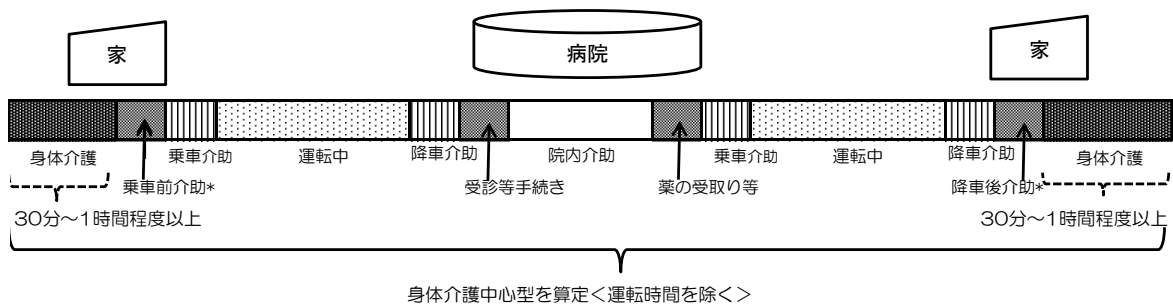 家
病院
家
身体介護
乗車介助
運転中
降車介助
院内介助
乗車介助
運転中
降車介助
身体介護
乗車前介助*
受診等手続き
薬の受取り等
降車後介助*
30分~1時間程度以上
30分~1時間程度以上
身体介護中心型を算定<運転時間を除く>